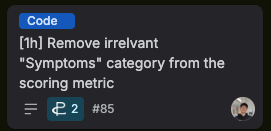 Code
[1h] Remove irrelvant
"Symptoms" category from the
scoring metric
2 #85